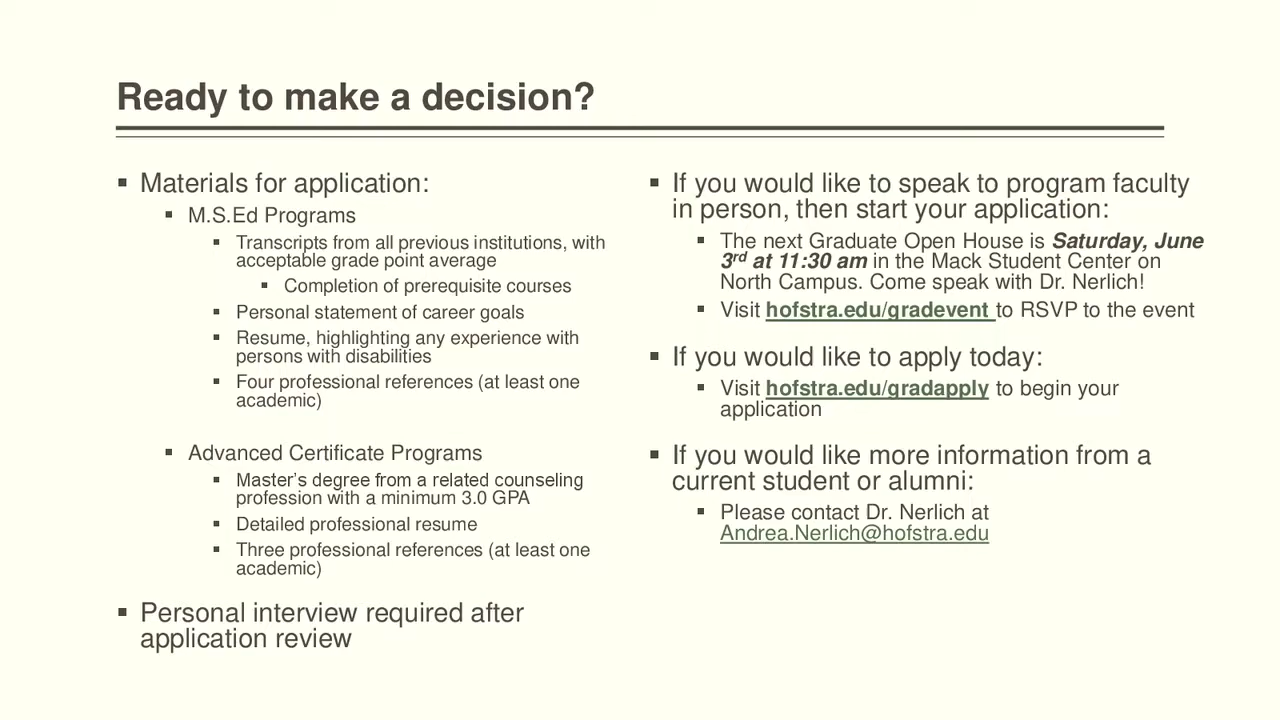 Ready to make a decision?
▪ Materials for application:
▪ M.S.Ed Programs
▪ Transcripts from all previous institutions, with
acceptable grade point average
▪ Completion of prerequisite courses
▪ Personal statement of career goals
▪ Resume, highlighting any experience with
persons with disabilities
▪ Four professional references (at least one
academic)
▪ Advanced Certificate Programs
▪ Master’s degree from a related counseling
profession with a minimum 3.0 GPA
▪ Detailed professional resume
▪ Three professional references (at least one
academic)
▪ Personal interview required after
application review
▪ If you would like to speak to program faculty
in person, then start your application:
▪ The next Graduate Open House is Saturday, June
3rd at 11:30 am in the Mack Student Center on
North Campus. Come speak with Dr. Nerlich!
▪ Visit hofstra.edu/gradevent to RSVP to the event
▪ If you would like to apply today:
▪ Visit hofstra.edu/gradapply to begin your
application
▪ If you would like more information from a
current student or alumni:
▪ Please contact Dr. Nerlich at
Andrea.Nerlich@hofstra.edu